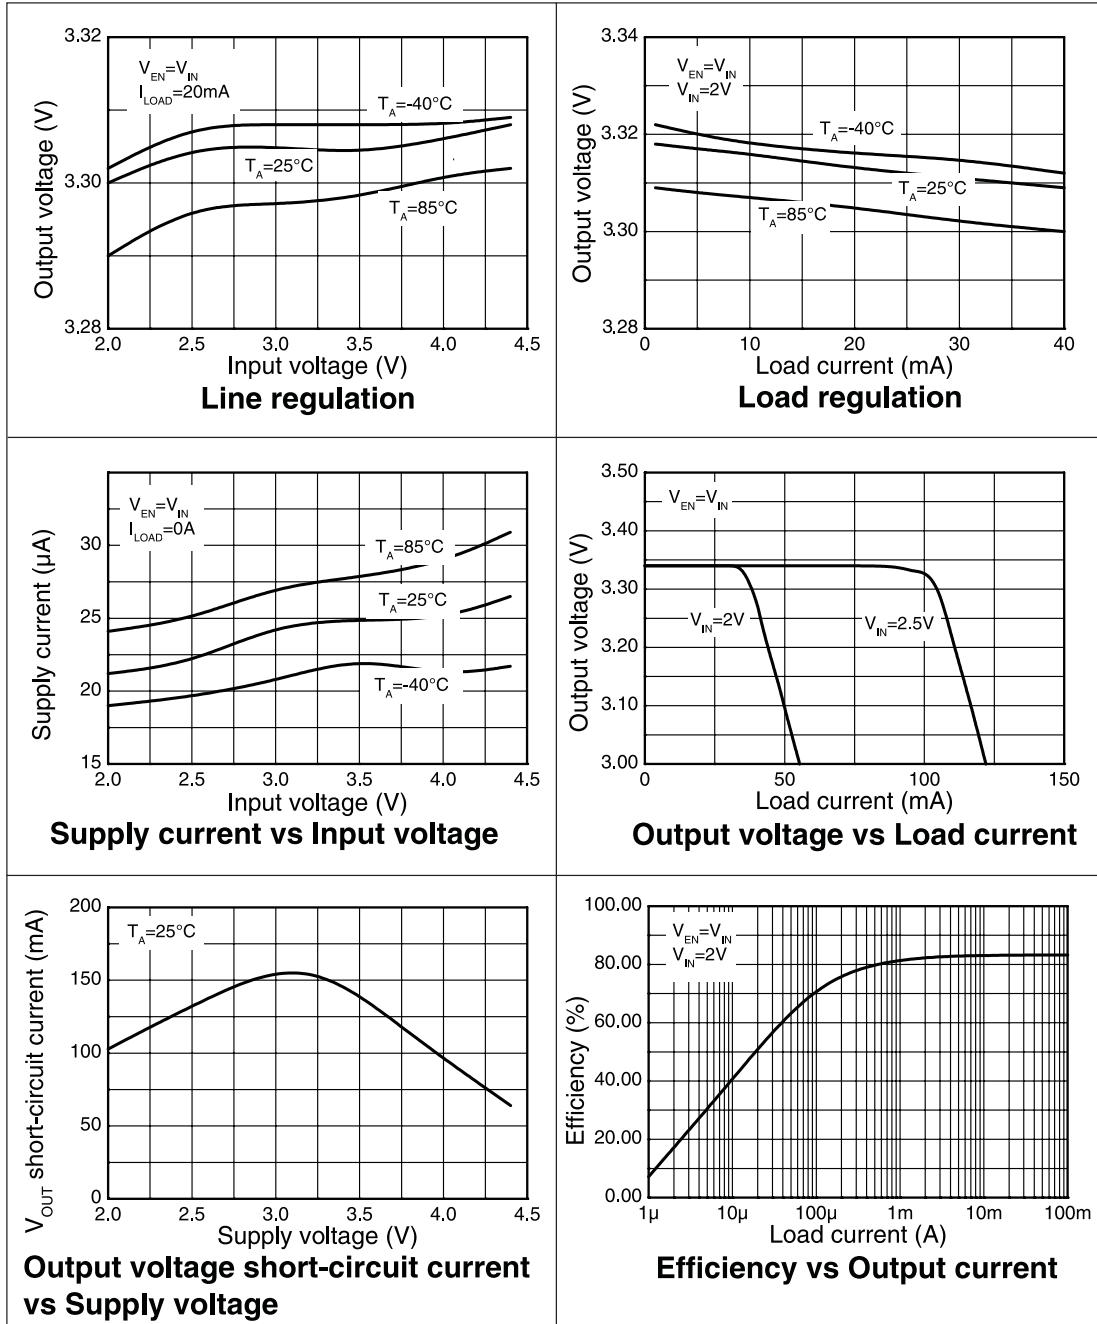 3.32
3.30
3.28
Output voltage (V)
V_EN=V_IN
I_LOAD=20mA
T_A=-40°C
T_A=25°C
T_A=85°C
2.0 2.5 3.0 3.5 4.0 4.5
Input voltage (V)
Line regulation
3.34
3.32
3.30
3.28
Output voltage (V)
V_EN=V_IN
V_IN=2V
T_A=-40°C
T_A=25°C
T_A=85°C
0 10 20 30 40
Load current (mA)
Load regulation
30
25
20
15
Supply current (µA)
V_EN=V_IN
I_LOAD=0A
T_A=85°C
T_A=25°C
T_A=-40°C
2.0 2.5 3.0 3.5 4.0 4.5
Input voltage (V)
Supply current vs Input voltage
3.50
3.40
3.30
3.20
3.10
3.00
Output voltage (V)
V_EN=V_IN
V_IN=2V
V_IN=2.5V
0 50 100 150
Load current (mA)
Output voltage vs Load current
200
150
100
50
0
V_OUT short-circuit current (mA)
T_A=25°C
2.0 2.5 3.0 3.5 4.0 4.5
Supply voltage (V)
Output voltage short-circuit current
vs Supply voltage
100.00
80.00
60.00
40.00
20.00
0.00
Efficiency (%)
V_EN=V_IN
V_IN=2V
1µ 10µ 100µ 1m 10m 100m
Load current (A)
Efficiency vs Output current